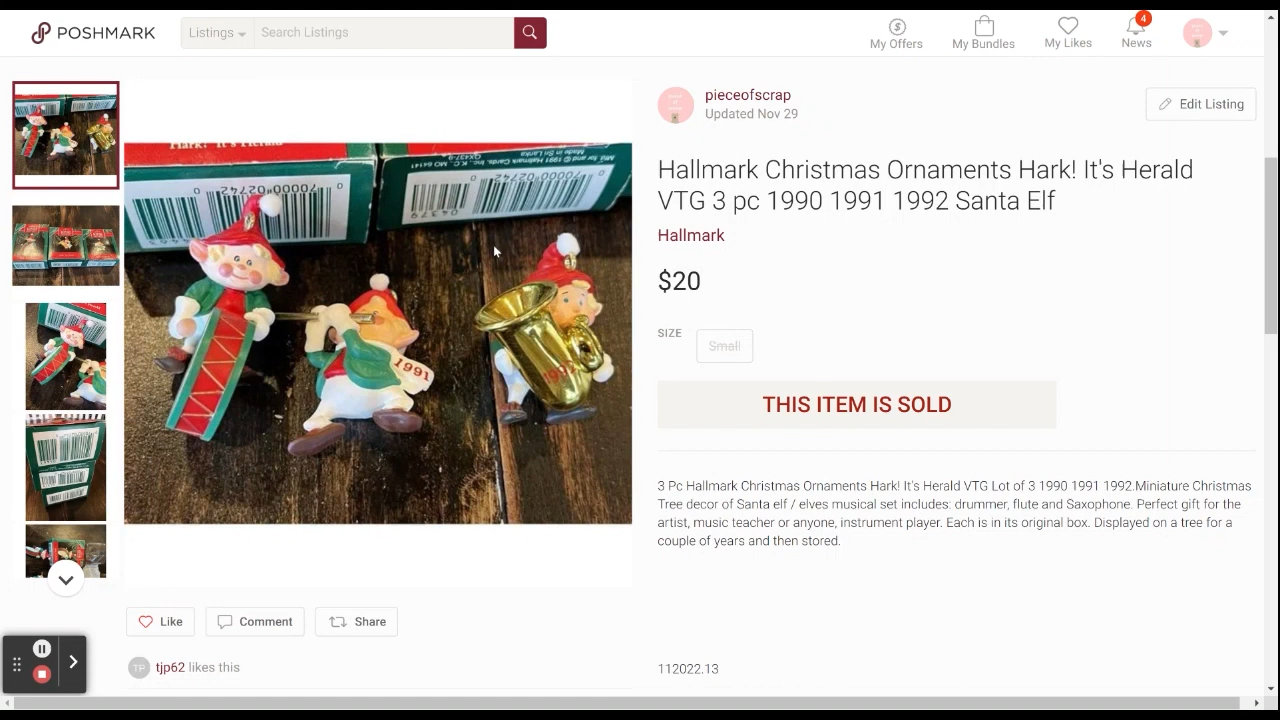 POSHMARK
Listings
Search Listings
My Offers
My Bundles
My Likes
4
News
pieceofscrap
Updated Nov 29
Edit Listing
Hallmark Christmas Ornaments Hark! It's Herald
VTG 3 pc 1990 1991 1992 Santa Elf
Hallmark
$20
SIZE
Small
THIS ITEM IS SOLD
3 Pc Hallmark Christmas Ornaments Hark! It's Herald VTG Lot of 3 1990 1991 1992.Miniature Christmas
Tree decor of Santa elf / elves musical set includes: drummer, flute and Saxophone. Perfect gift for the
artist, music teacher or anyone, instrument player. Each is in its original box. Displayed on a tree for a
couple of years and then stored.
112022.13
Hark! It's Herald
1991
Like
Comment
Share
TP
tjp62 likes this